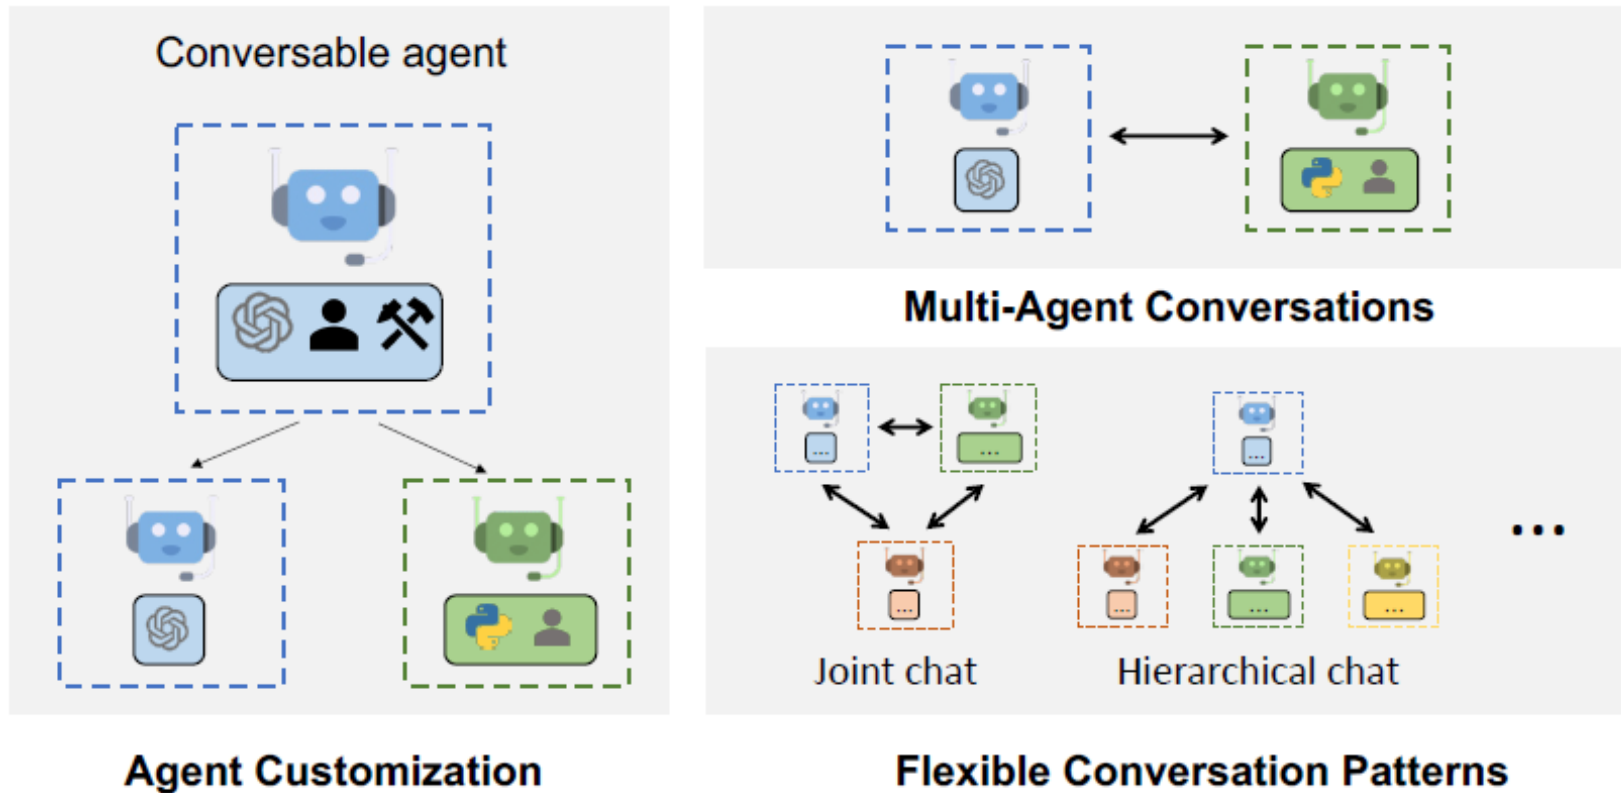 Conversable agent
Agent Customization
Multi-Agent Conversations
...
...
...
...
...
...
...
...
Joint chat
Hierarchical chat
Flexible Conversation Patterns